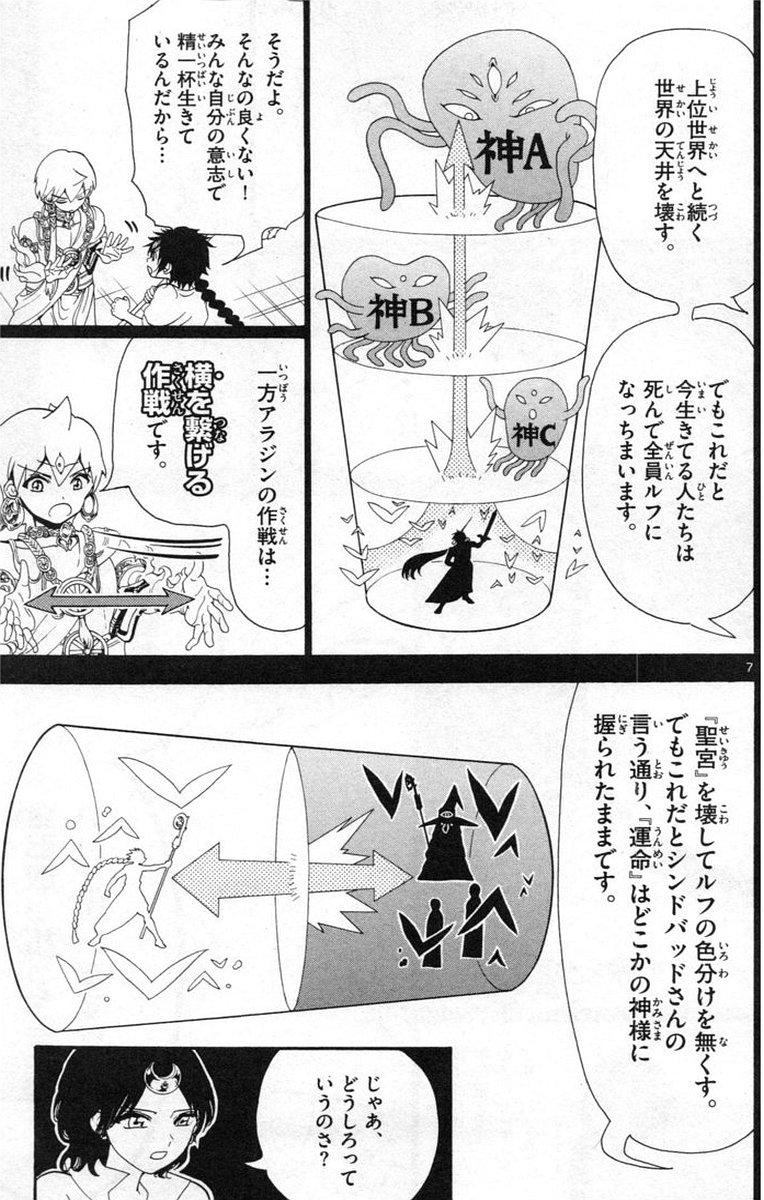 上位世界へと続く
世界の天井を壊す。
神A
神B
神C
でもこれだと
今生きてる人たちは
死んで全員ルフに
なっちまいます。
そうだよ。
そんなの良くない!
みんな自分の意志で
精一杯生きて
いるんだから…
一方アラジンの作戦は…
横を繋げる
作戦です。
7
『聖宮』を壊してルフの色分けを無くす。
でもこれだとシンドバッドさんの
言う通り、『運命』はどこかの神様に
握られたままです。
じゃあ、
どうしろって
いうのさ?